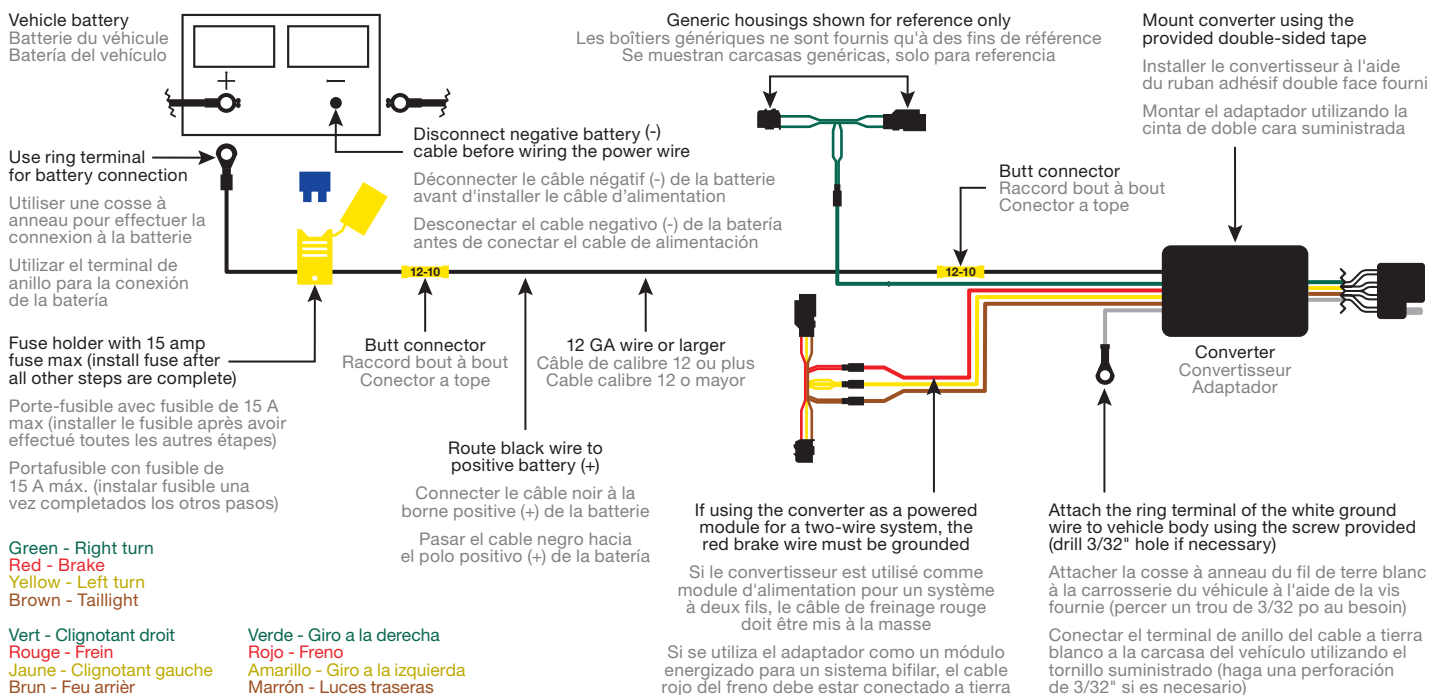 Vehicle battery
Batterie du véhicule
Batería del vehículo
+
−
Use ring terminal
for battery connection
Utiliser une cosse à
anneau pour effectuer la
connexion à la batterie
Utilizar el terminal de
anillo para la conexión
de la batería
Disconnect negative battery (-)
cable before wiring the power wire
Déconnecter le câble négatif (-) de la batterie
avant d'installer le câble d'alimentation
Desconectar el cable negativo (-) de la batería
antes de conectar el cable de alimentación
Generic housings shown for reference only
Les boîtiers génériques ne sont fournis qu'à des fins de référence
Se muestran carcasas genéricas, solo para referencia
Mount converter using the
provided double-sided tape
Installer le convertisseur à l'aide
du ruban adhésif double face fourni
Montar el adaptador utilizando la
cinta de doble cara suministrada
Butt connector
Raccord bout à bout
Conector a tope
12-10
12-10
Fuse holder with 15 amp
fuse max (install fuse after
all other steps are complete)
Porte-fusible avec fusible de 15 A
max (installer le fusible après avoir
effectué toutes les autres étapes)
Portafusible con fusible de
15 A máx. (instalar fusible una
vez completados los otros pasos)
Butt connector
Raccord bout à bout
Conector a tope
12 GA wire or larger
Câble de calibre 12 ou plus
Cable calibre 12 o mayor
Route black wire to
positive battery (+)
Connecter le câble noir à la
borne positive (+) de la batterie
Pasar el cable negro hacia
el polo positivo (+) de la batería
Converter
Convertisseur
Adaptador
If using the converter as a powered
module for a two-wire system, the
red brake wire must be grounded
Si le convertisseur est utilisé comme
module d'alimentation pour un système
à deux fils, le câble de freinage rouge
doit être mis à la masse
Si se utiliza el adaptador como un módulo
energizado para un sistema bifilar, el cable
rojo del freno debe estar conectado a tierra
Attach the ring terminal of the white ground
wire to vehicle body using the screw provided
(drill 3/32" hole if necessary)
Attacher la cosse à anneau du fil de terre blanc
à la carrosserie du véhicule à l'aide de la vis
fournie (percer un trou de 3/32 po au besoin)
Conectar el terminal de anillo del cable a tierra
blanco a la carcasa del vehículo utilizando el
tornillo suministrado (haga una perforación
de 3/32" si es necesario)
Green - Right turn
Red - Brake
Yellow - Left turn
Brown - Taillight
Vert - Clignotant droit
Rouge - Frein
Jaune - Clignotant gauche
Brun - Feu arrièr
Verde - Giro a la derecha
Rojo - Freno
Amarillo - Giro a la izquierda
Marrón - Luces traseras